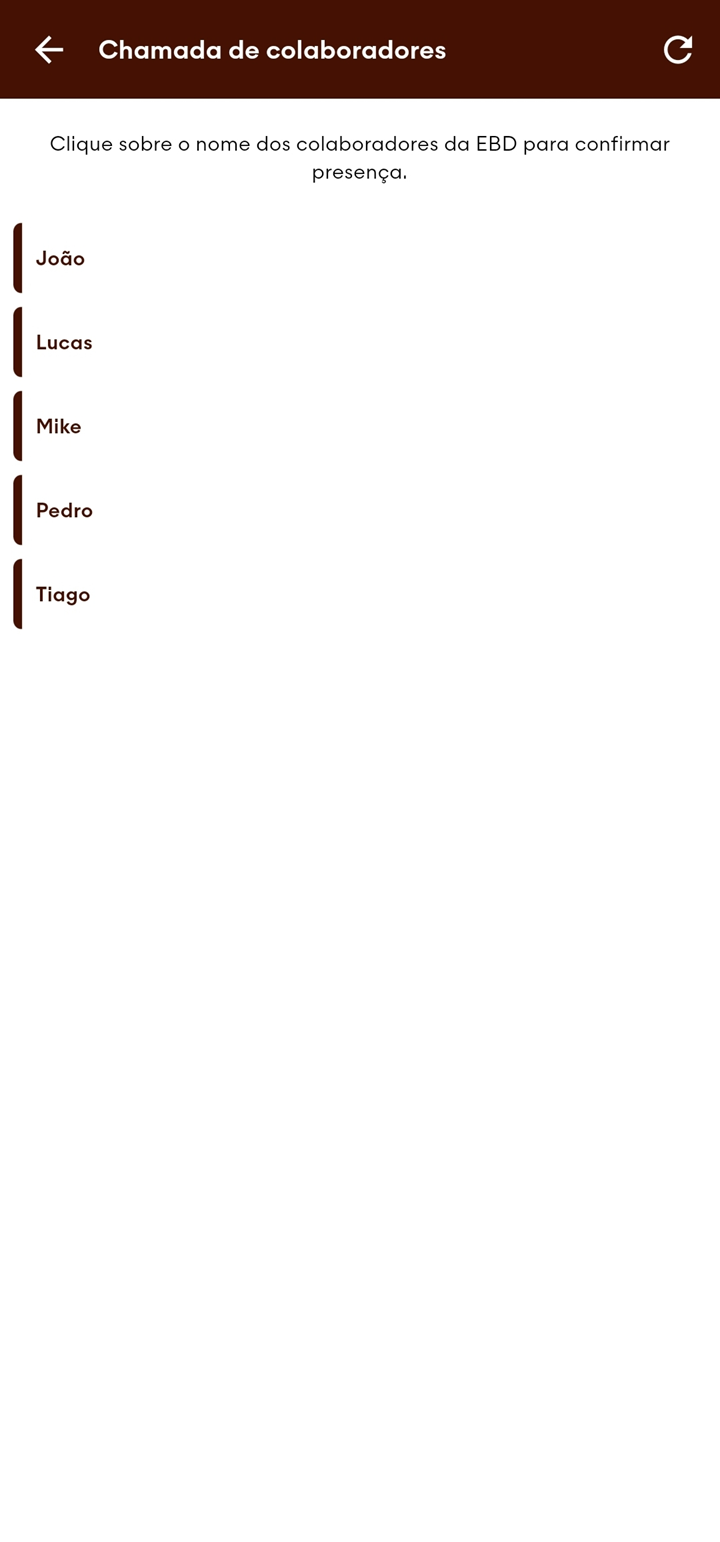 Chamada de colaboradores
Clique sobre o nome dos colaboradores da EBD para confirmar
presença.
João
Lucas
Mike
Pedro
Tiago